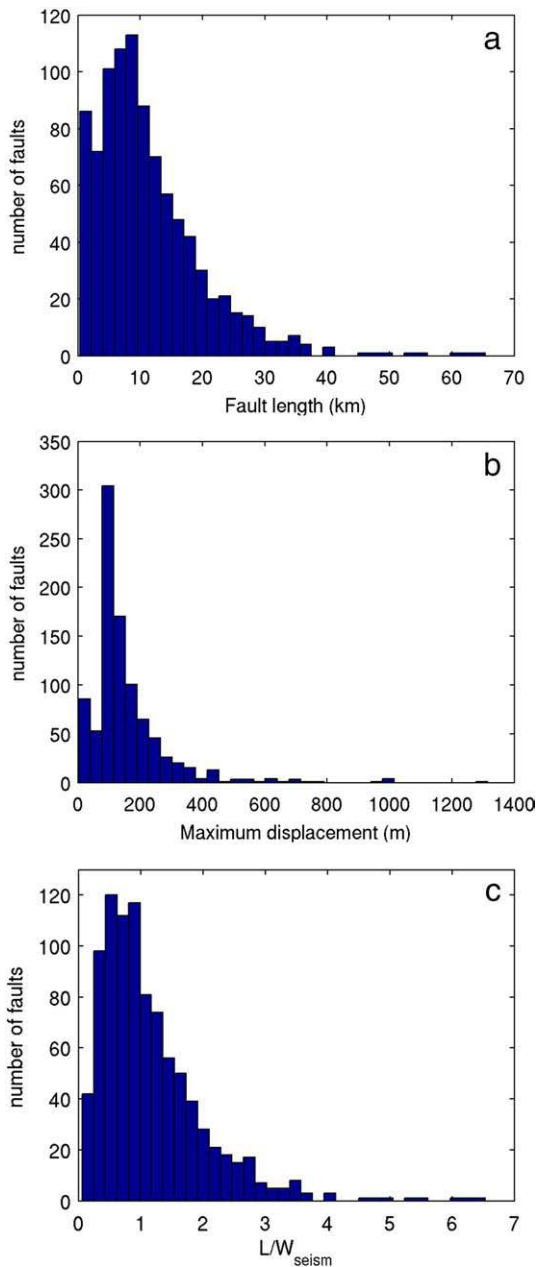 120
a
100
80
60
40
20
0
number of faults
0 10 20 30 40 50 60 70
Fault length (km)
350
b
300
250
200
150
100
50
0
number of faults
0 200 400 600 800 1000 1200 1400
Maximum displacement (m)
c
120
100
80
60
40
20
0
number of faults
0 1 2 3 4 5 6 7
L/Wseism